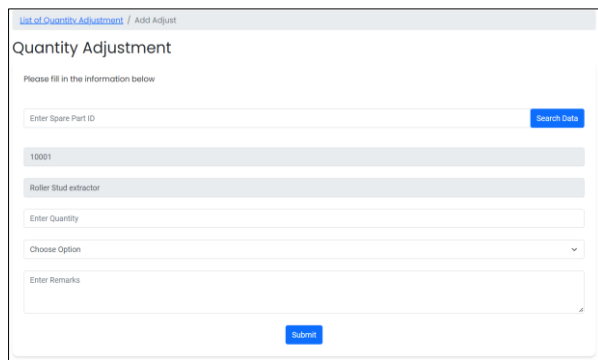 List of Quantity Adjustment / Add Adjust
Quantity Adjustment
Please fill in the information below
Enter Spare Part ID
Search Data
10001
Roller Stud extractor
Enter Quantity
Choose Option
Enter Remarks
Submit